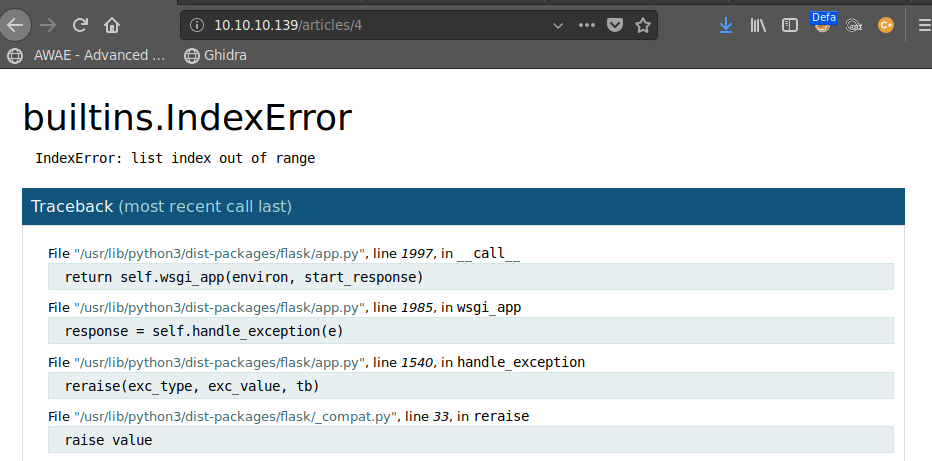 10.10.10.139/articles/4
Defa
AWAE - Advanced ... Ghidra
builtins.IndexError
IndexError: list index out of range
Traceback (most recent call last)
File "/usr/lib/python3/dist-packages/flask/app.py", line 1997, in __call__
return self.wsgi_app(environ, start_response)
File "/usr/lib/python3/dist-packages/flask/app.py", line 1985, in wsgi_app
response = self.handle_exception(e)
File "/usr/lib/python3/dist-packages/flask/app.py", line 1540, in handle_exception
reraise(exc_type, exc_value, tb)
File "/usr/lib/python3/dist-packages/flask/_compat.py", line 33, in reraise
raise value